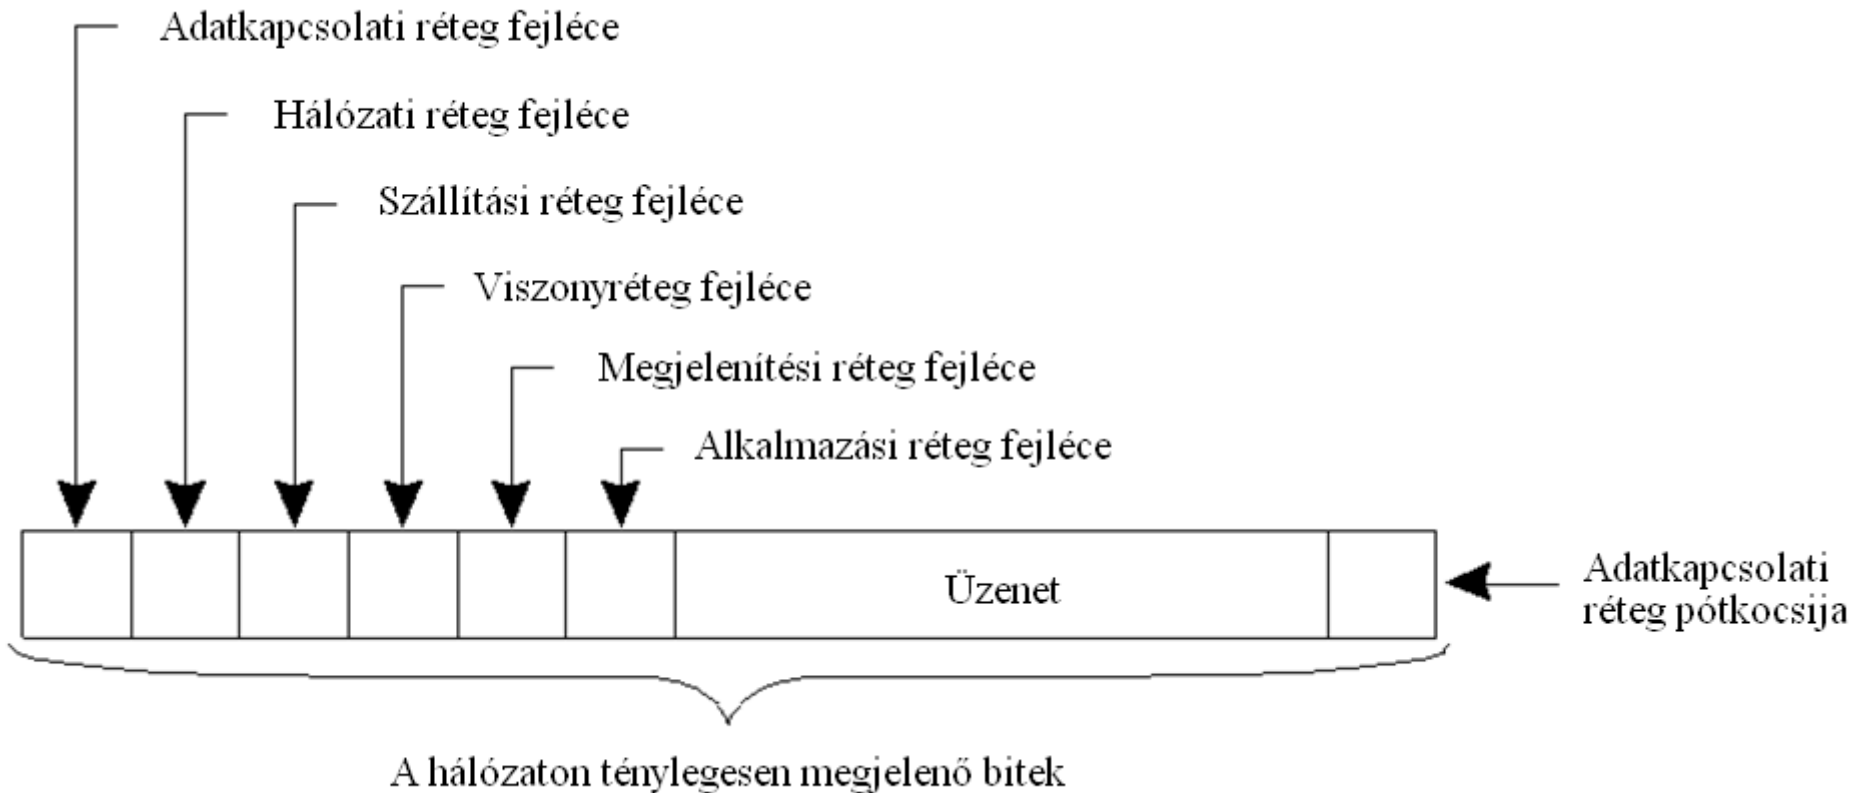 Adatkapcsolati réteg fejléce
Hálózati réteg fejléce
Szállítási réteg fejléce
Viszonyréteg fejléce
Megjelenítési réteg fejléce
Alkalmazási réteg fejléce
Üzenet
Adatkapcsolati
réteg pótkocsija
A hálózaton ténylegesen megjelenő bitek